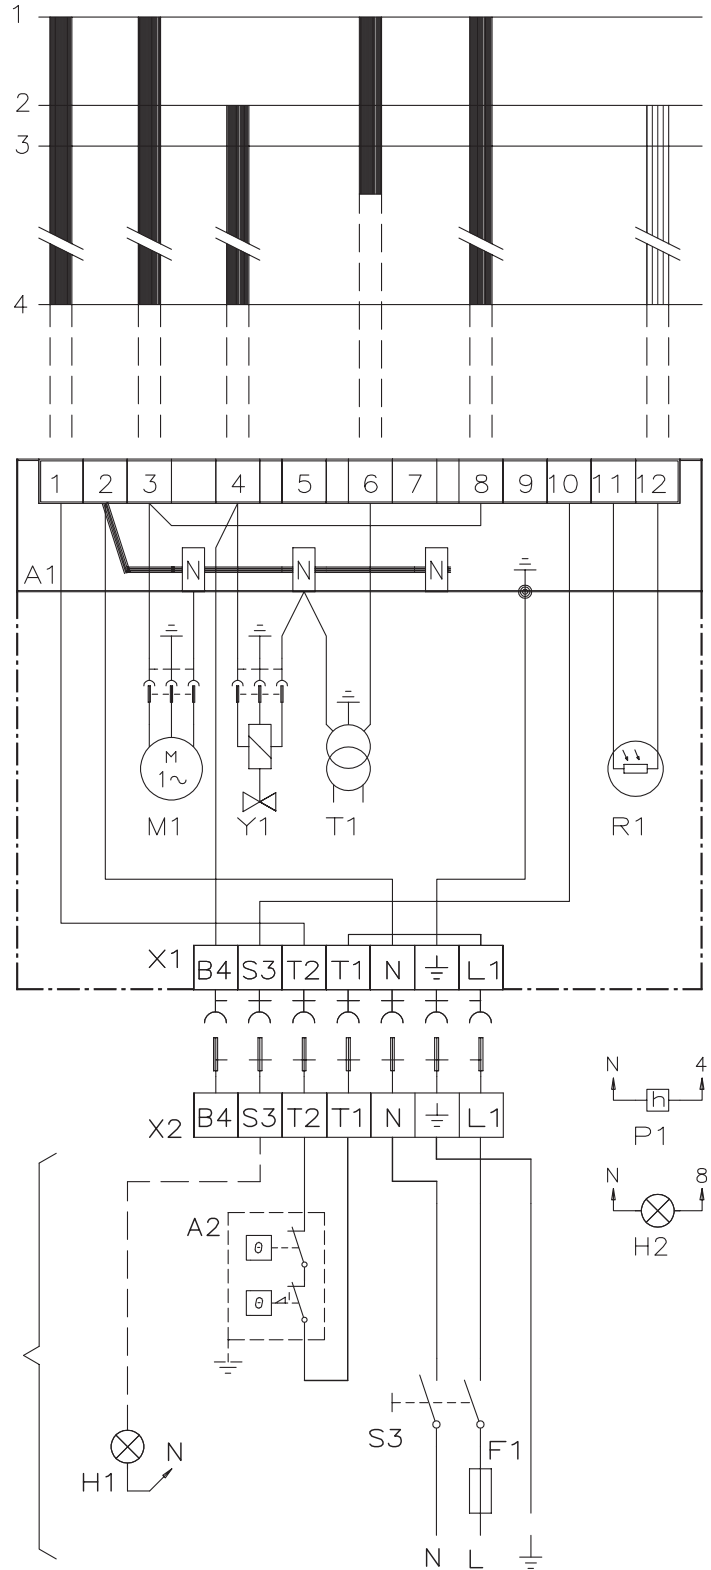 1
2
3
4
1 2 3 4 5 6 7 8 9 10 11 12
A1 N N N
M
1~
M1 Y1 T1 R1
X1 B4 S3 T2 T1 N L1
N 4
h
P1
X2 B4 S3 T2 T1 N L1
N 8
H2
A2
θ
θ
S3
F1
N
H1
N L